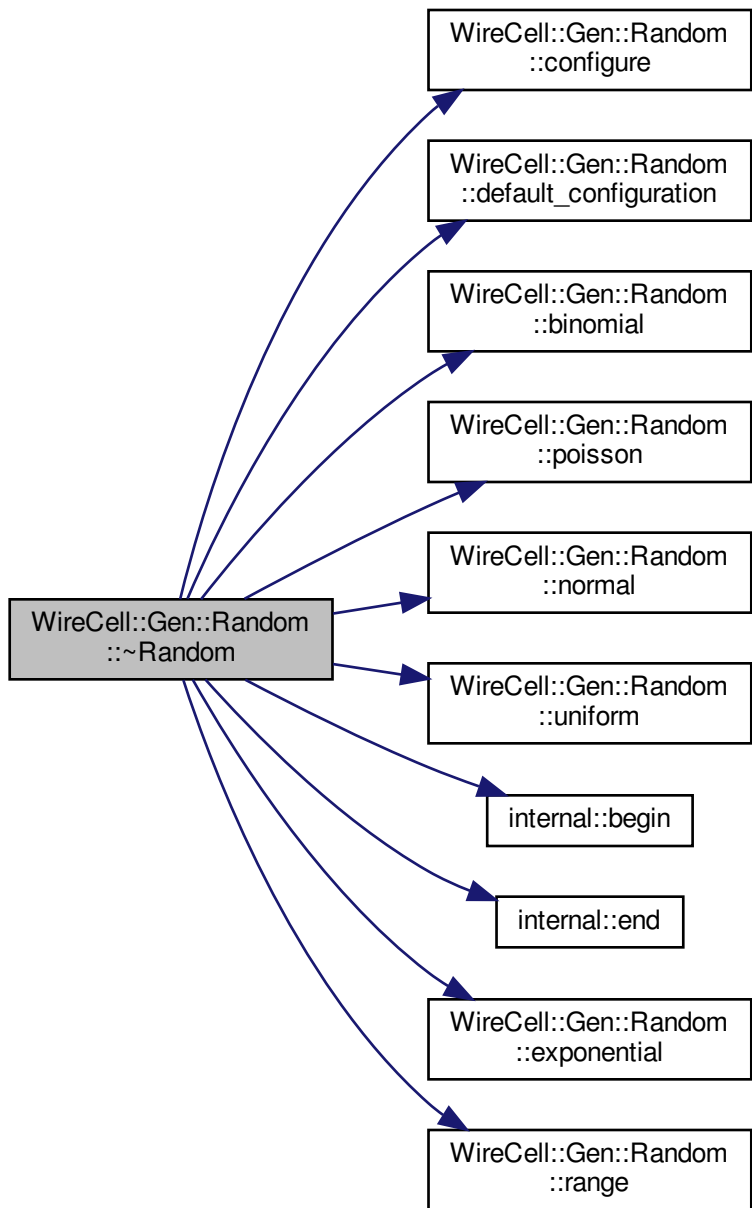 WireCell::Gen::Random
::configure
WireCell::Gen::Random
::default_configuration
WireCell::Gen::Random
::binomial
WireCell::Gen::Random
::poisson
WireCell::Gen::Random
::normal
WireCell::Gen::Random
::~Random
WireCell::Gen::Random
::uniform
internal::begin
internal::end
WireCell::Gen::Random
::exponential
WireCell::Gen::Random
::range